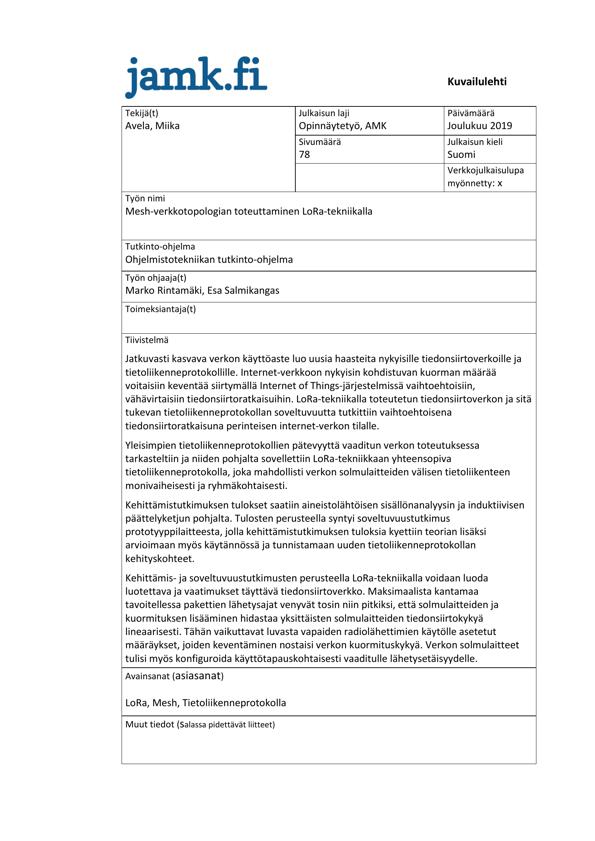 jamk.fi
Kuvailulehti
Tekijä(t)
Avela, Miika
Julkaisun laji
Opinnäytetyö, AMK
Päivämäärä
Joulukuu 2019
Sivumäärä
78
Julkaisun kieli
Suomi
Verkkojulkaisulupa
myönnetty: x
Työn nimi
Mesh-verkkotopologian toteuttaminen LoRa-tekniikalla
Tutkinto-ohjelma
Ohjelmistotekniikan tutkinto-ohjelma
Työn ohjaaja(t)
Marko Rintamäki, Esa Salmikangas
Toimeksiantaja(t)
Tiivistelmä
Jatkuvasti kasvava verkon käyttöaste luo uusia haasteita nykyisille tiedonsiirtoverkoille ja
tietoliikenneprotokollille. Internet-verkkoon nykyisin kohdistuvan kuorman määrää
voitaisiin keventää siirtymällä Internet of Things-järjestelmissä vaihtoehtoisiin,
vähävirtaisiin tiedonsiirtoratkaisuihin. LoRa-tekniikalla toteutetun tiedonsiirtoverkon ja sitä
tukevan tietoliikenneprotokollan soveltuvuutta tutkittiin vaihtoehtoisena
tiedonsiirtoratkaisuna perinteisen internet-verkon tilalle.
Yleisimpien tietoliikenneprotokollien pätevyyttä vaaditun verkon toteutuksessa
tarkasteltiin ja niiden pohjalta sovellettiin LoRa-tekniikkaan yhteensopiva
tietoliikenneprotokolla, joka mahdollisti verkon solmulaitteiden välisen tietoliikenteen
monivaiheisesti ja ryhmäkohtaisesti.
Kehittämistutkimuksen tulokset saatiin aineistolähtöisen sisällönanalyysin ja induktiivisen
päättelyketjun pohjalta. Tulosten perusteella syntyi soveltuvuustutkimus
prototyyppilaitteesta, jolla kehittämistutkimuksen tuloksia kyettiin teorian lisäksi
arvioimaan myös käytännössä ja tunnistamaan uuden tietoliikenneprotokollan
kehityskohteet.
Kehittämis- ja soveltuvuustutkimusten perusteella LoRa-tekniikalla voidaan luoda
luotettava ja vaatimukset täyttävä tiedonsiirtoverkko. Maksimaalista kantamaa
tavoitellessa pakettien lähetysajat venyvät tosin niin pitkiksi, että solmulaitteiden ja
kuormituksen lisääminen hidastaa yksittäisten solmulaitteiden tiedonsiirtokykyä
lineaarisesti. Tähän vaikuttavat luvasta vapaiden radiolähettimien käytölle asetetut
määräykset, joiden keventäminen nostaisi verkon kuormituskykyä. Verkon solmulaitteet
tulisi myös konfiguroida käyttötapauskohtaisesti vaaditulle lähetysetäisyydelle.
Avainsanat (asiasanat)
LoRa, Mesh, Tietoliikenneprotokolla
Muut tiedot (Salassa pidettävät liitteet)